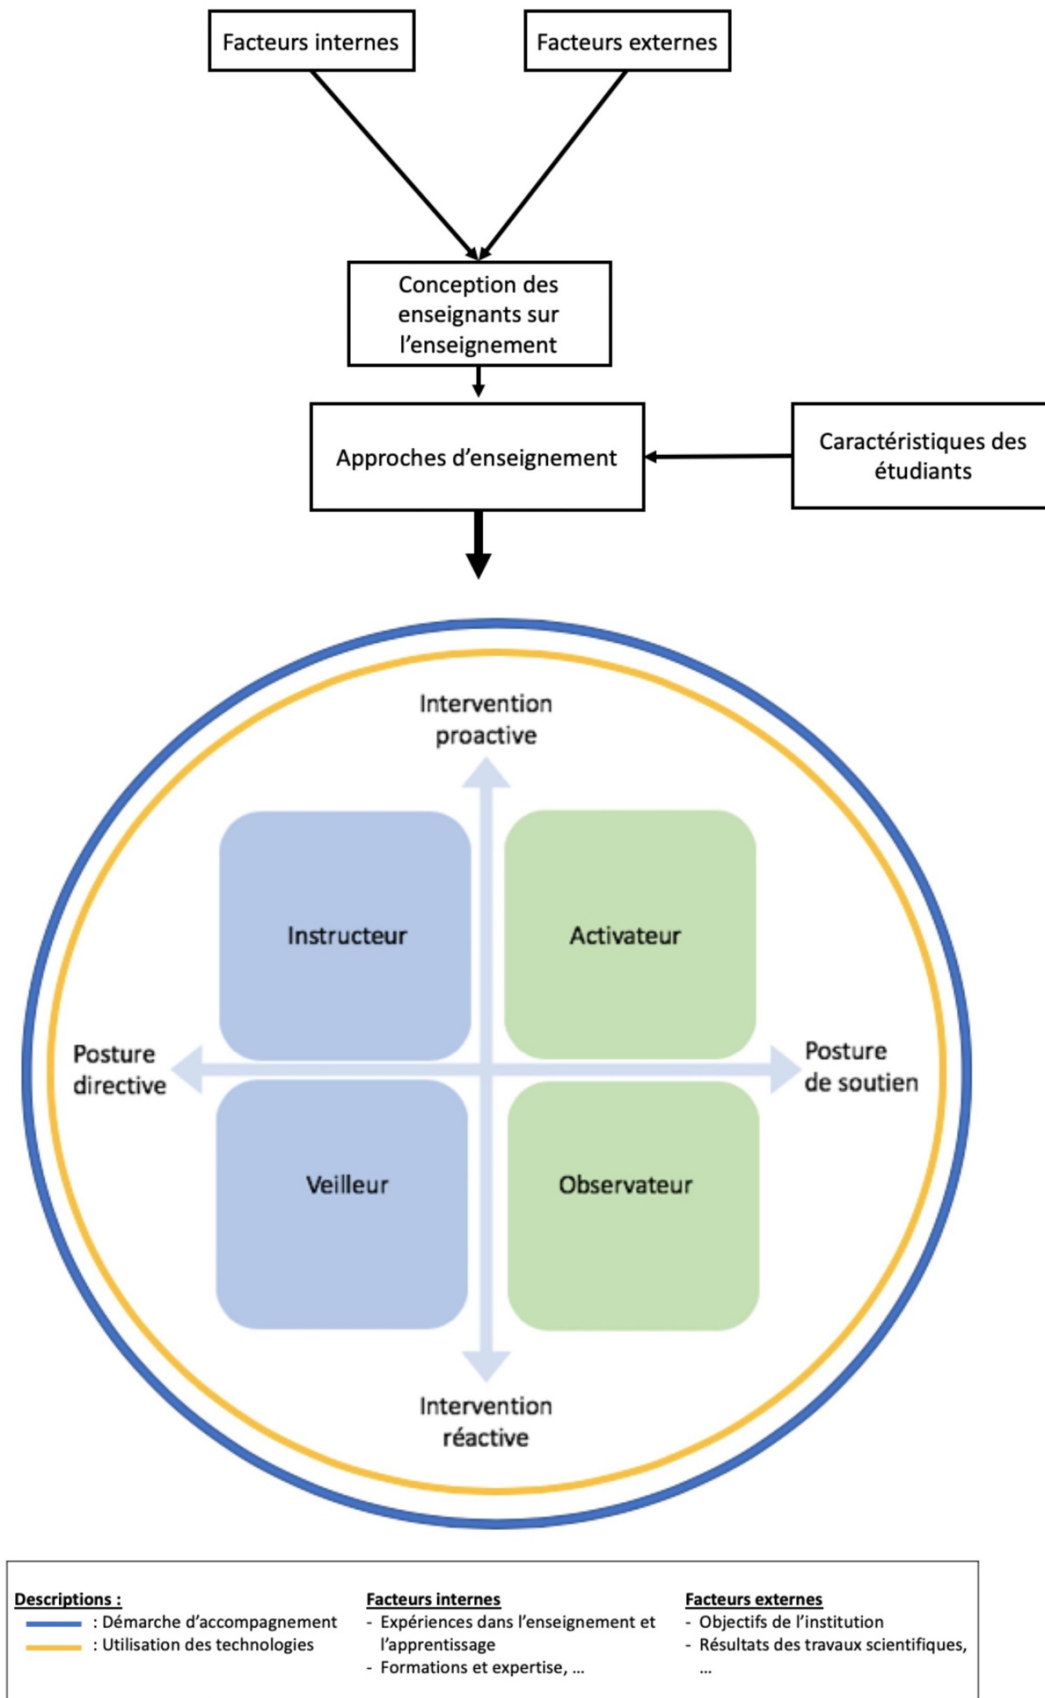 Facteurs internes
Facteurs externes
Conception des
enseignants sur
l'enseignement
Approches d'enseignement
Caractéristiques des
étudiants
Intervention
proactive
Instructeur
Activateur
Posture
directive
Posture
de soutien
Veilleur
Observateur
Intervention
réactive
Descriptions :
: Démarche d'accompagnement
: Utilisation des technologies
Facteurs internes
- Expériences dans l'enseignement et
l'apprentissage
- Formations et expertise, ...
Facteurs externes
- Objectifs de l'institution
- Résultats des travaux scientifiques,
...